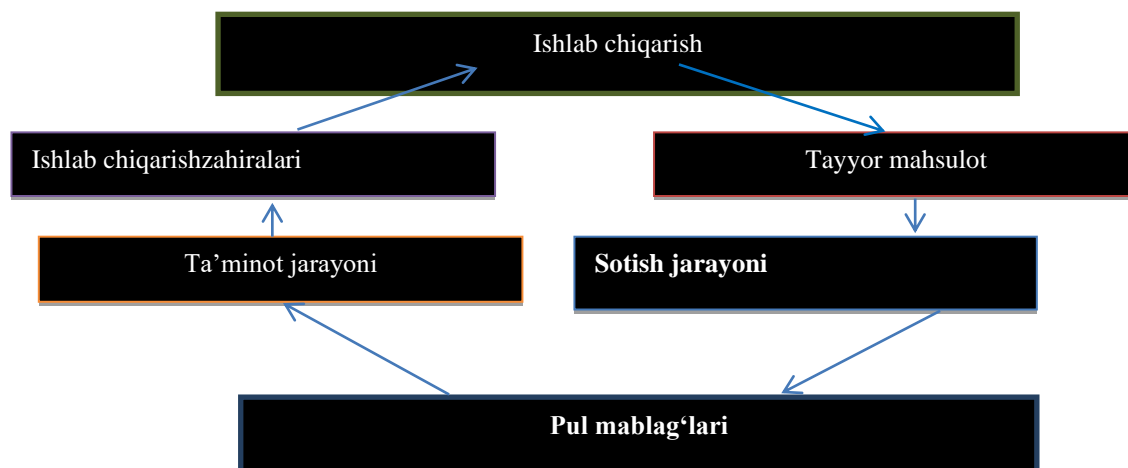 Ishlab chiqarish
Ishlab chiqarishzahiralari
Tayyor mahsulot
Ta’minot jarayoni
Sotish jarayoni
Pul mablag‘lari